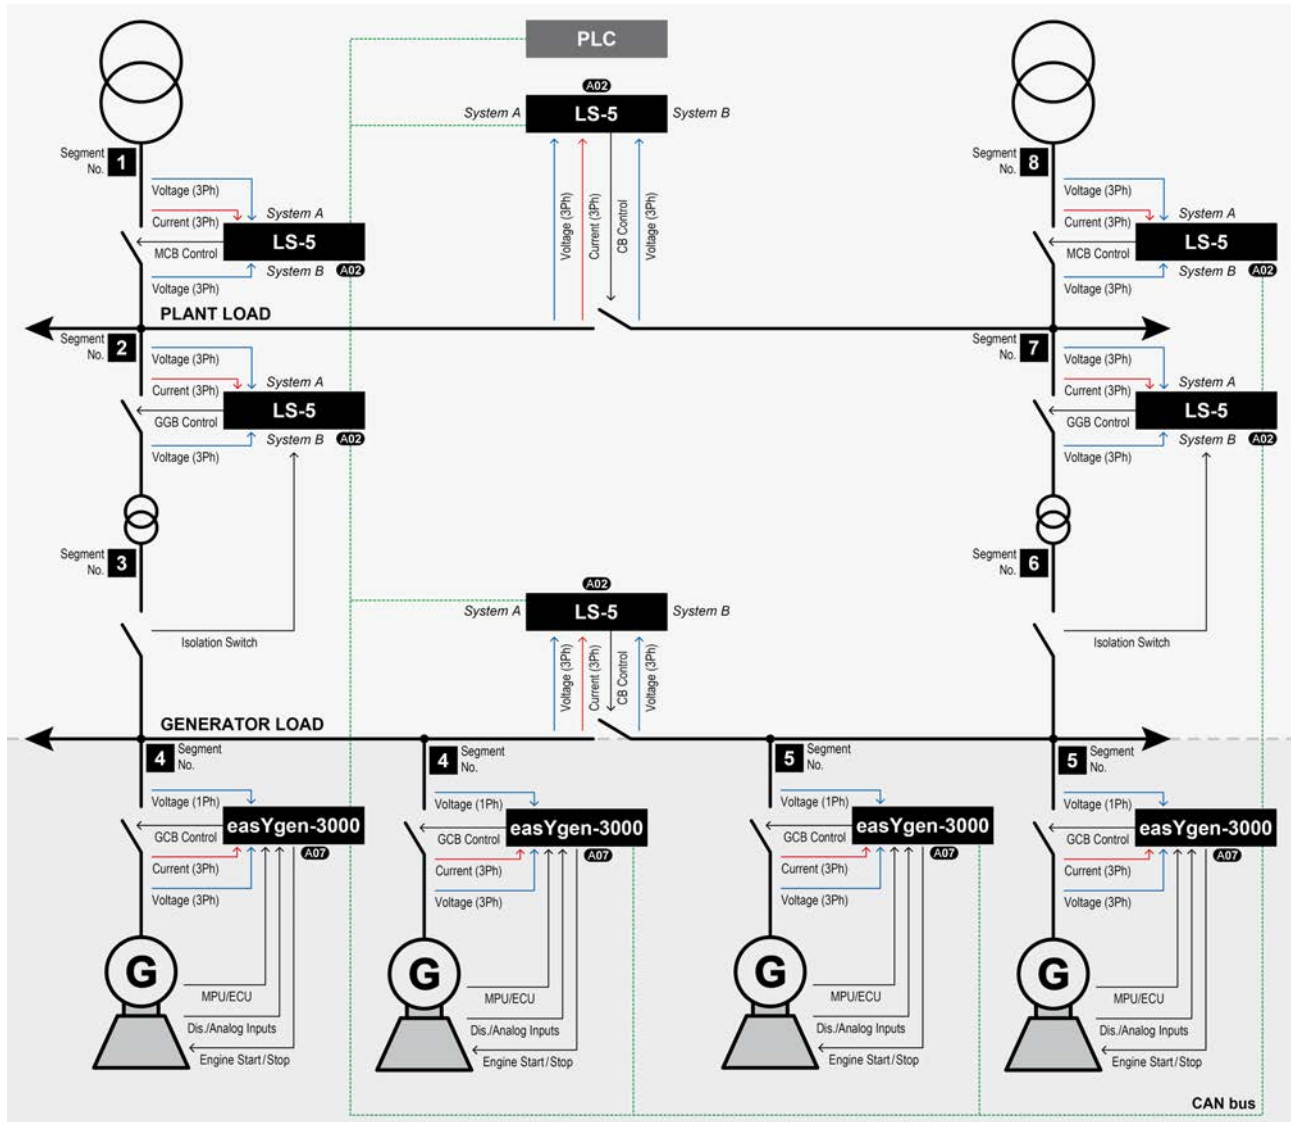 PLC
A02
System A
LS-5
System B
Segment
No.
1
Voltage (3Ph)
Current (3Ph)
System A
LS-5
MCB Control
System B
A02
Voltage (3Ph)
Voltage (3Ph)
Current (3Ph)
CB Control
Voltage (3Ph)
Segment
No.
8
Voltage (3Ph)
Current (3Ph)
System A
LS-5
MCB Control
System B
A02
Voltage (3Ph)
PLANT LOAD
Segment
No.
2
Voltage (3Ph)
Current (3Ph)
System A
LS-5
GGB Control
System B
A02
Voltage (3Ph)
Segment
No.
7
Voltage (3Ph)
Current (3Ph)
System A
LS-5
GGB Control
System B
A02
Voltage (3Ph)
Segment
No.
3
Isolation Switch
A02
System A
LS-5
System B
Voltage (3Ph)
Current (3Ph)
CB Control
Voltage (3Ph)
Segment
No.
6
Isolation Switch
GENERATOR LOAD
4
Segment
No.
Voltage (1Ph)
easYgen-3000
GCB Control
A07
Current (3Ph)
Voltage (3Ph)
G
MPU/ECU
Dis./Analog Inputs
Engine Start/Stop
4
Segment
No.
Voltage (1Ph)
easYgen-3000
GCB Control
A07
Current (3Ph)
Voltage (3Ph)
G
MPU/ECU
Dis./Analog Inputs
Engine Start/Stop
5
Segment
No.
Voltage (1Ph)
easYgen-3000
GCB Control
A07
Current (3Ph)
Voltage (3Ph)
G
MPU/ECU
Dis./Analog Inputs
Engine Start/Stop
5
Segment
No.
Voltage (1Ph)
easYgen-3000
GCB Control
A07
Current (3Ph)
Voltage (3Ph)
G
MPU/ECU
Dis./Analog Inputs
Engine Start/Stop
CAN bus